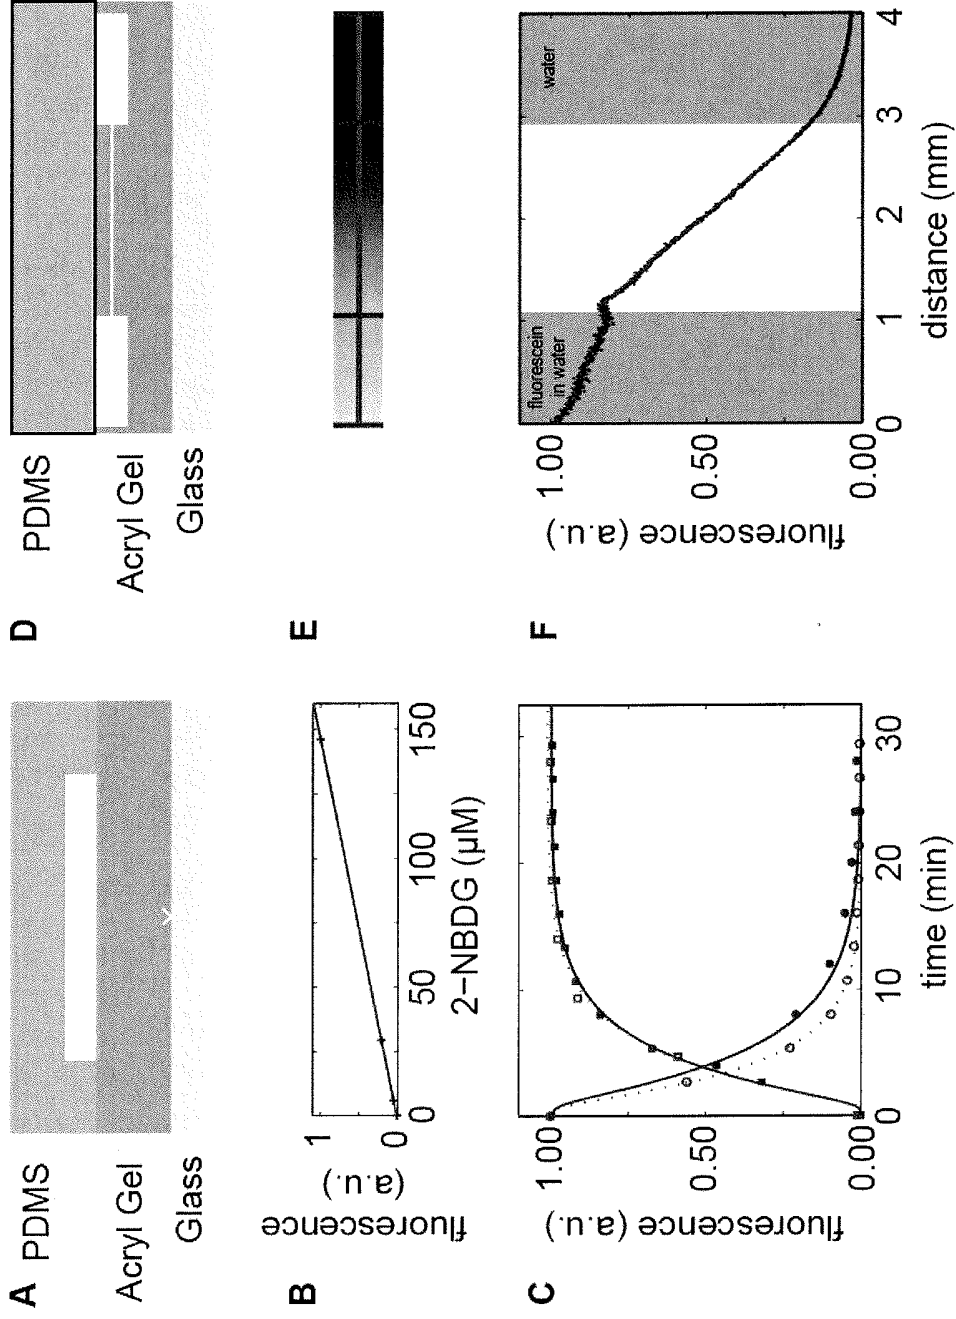 A
PDMS
Acryl Gel
Glass
B
fluorescence
(a.u.)
1
0
0
50
100
150
2−NBDG (µM)
C
fluorescence (a.u.)
1.00
0.50
0.00
0
10
20
30
time (min)
D
PDMS
Acryl Gel
Glass
E
F
fluorescence (a.u.)
1.00
0.50
0.00
fluorescein
in water
water
0
1
2
3
4
distance (mm)